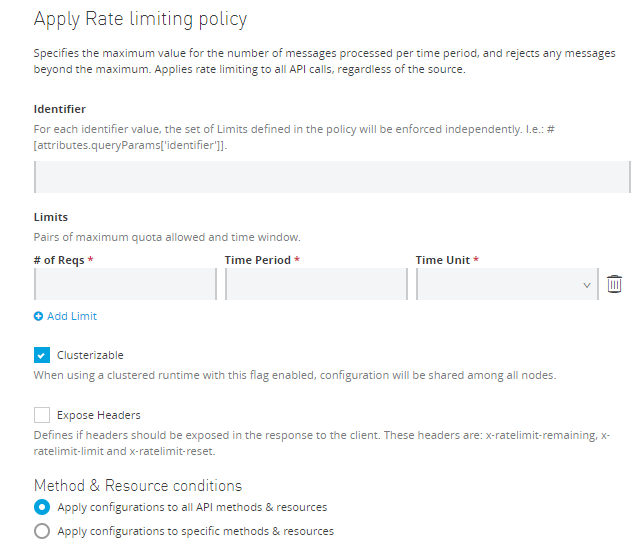 Apply Rate limiting policy
Specifies the maximum value for the number of messages processed per time period, and rejects any messages
beyond the maximum. Applies rate limiting to all API calls, regardless of the source.
Identifier
For each identifier value, the set of Limits defined in the policy will be enforced independently. I.e.: #
[attributes.queryParams['identifier']].
Limits
Pairs of maximum quota allowed and time window.
# of Reqs * Time Period * Time Unit *
Add Limit
Clusterizable
When using a clustered runtime with this flag enabled, configuration will be shared among all nodes.
Expose Headers
Defines if headers should be exposed in the response to the client. These headers are: x-ratelimit-remaining, x-
ratelimit-limit and x-ratelimit-reset.
Method & Resource conditions
Apply configurations to all API methods & resources
Apply configurations to specific methods & resources